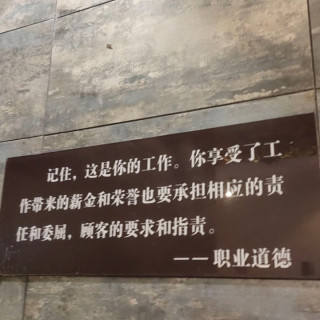 记住，这是你的工作。你享受了工
作带来的薪金和荣誉也要承担相应的责
任和委屈，顾客的要求和指责。
——职业道德